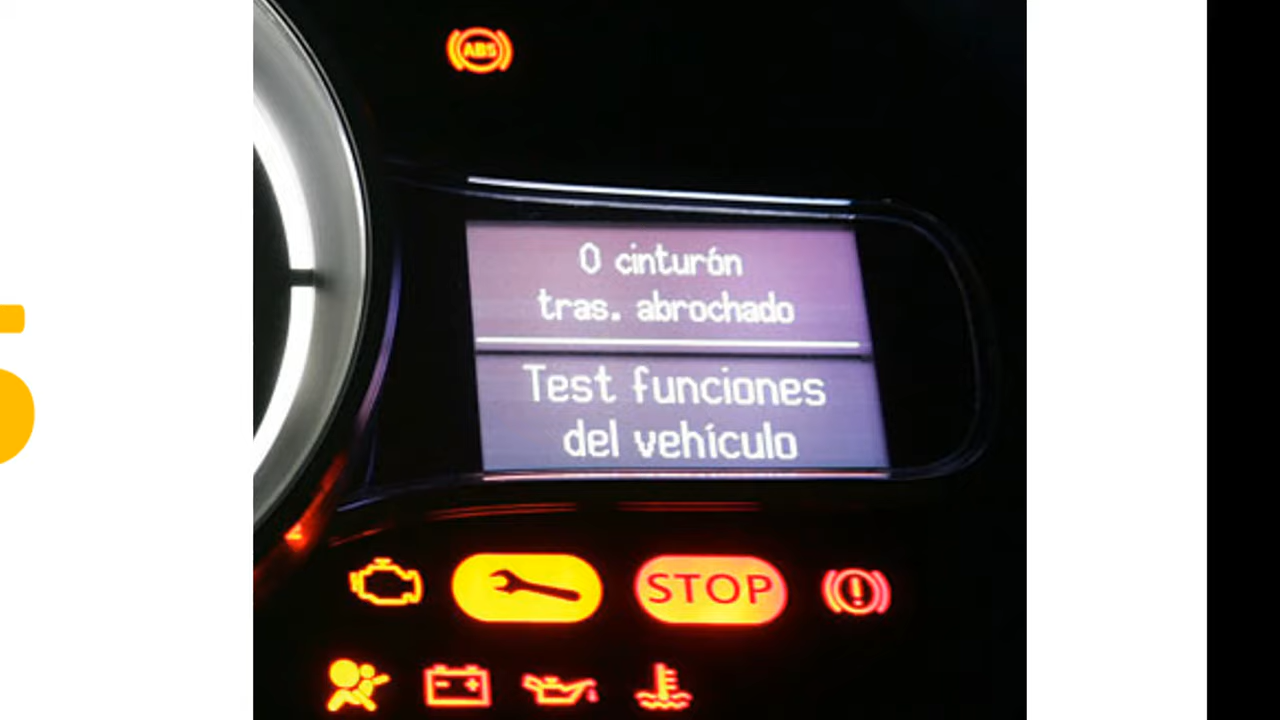 ABS
0 cinturón
tras. abrochado
Test funciones
del vehículo
STOP